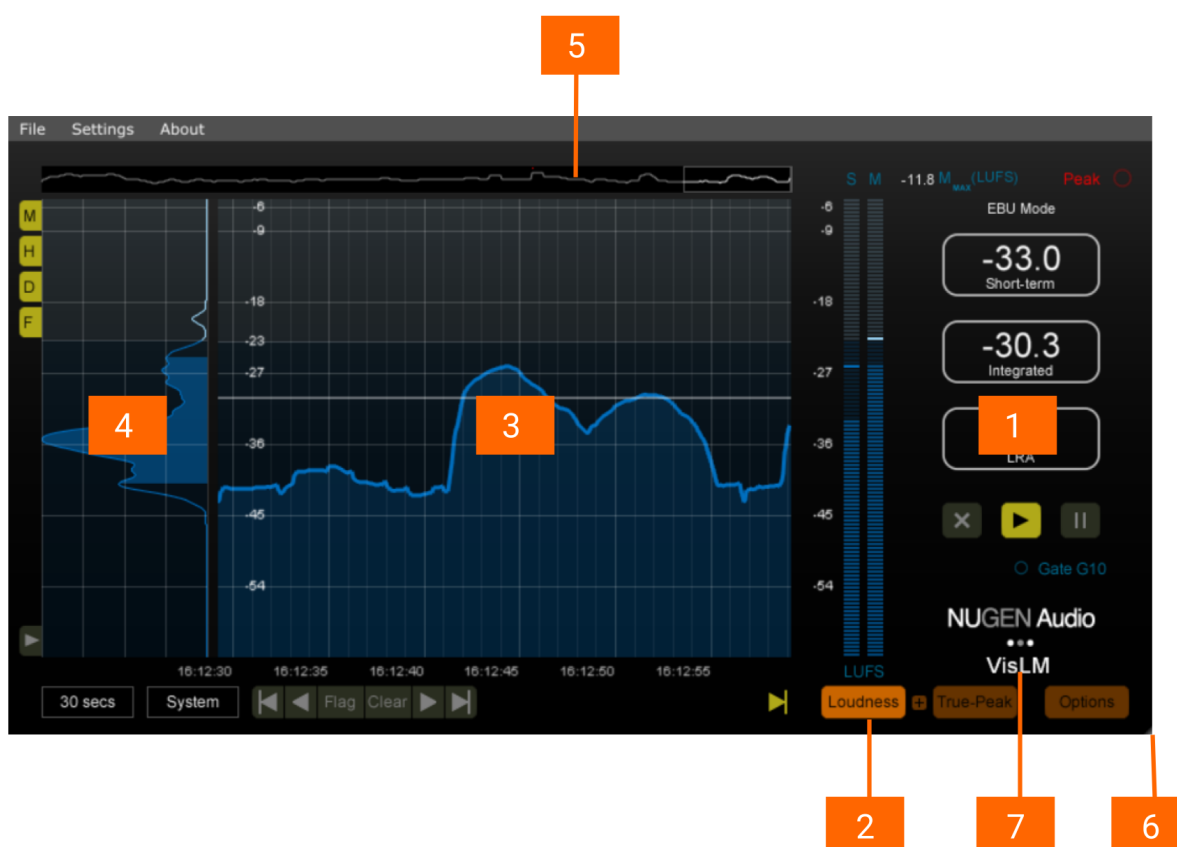 5
File Settings About
S M -11.8 M MAX (LUFS) Peak
EBU Mode
M
H
D
F
-6
-9
-18
-23
-27
-36
-45
-54
-6
-9
-18
-27
-36
-45
-54
-33.0
Short-term
-30.3
Integrated
4
3
1
LRA
Gate G10
NUGEN Audio
VisLM
16:12:30 16:12:35 16:12:40 16:12:45 16:12:50 16:12:55
LUFS
30 secs System Flag Clear Loudness + True-Peak Options
2 7 6